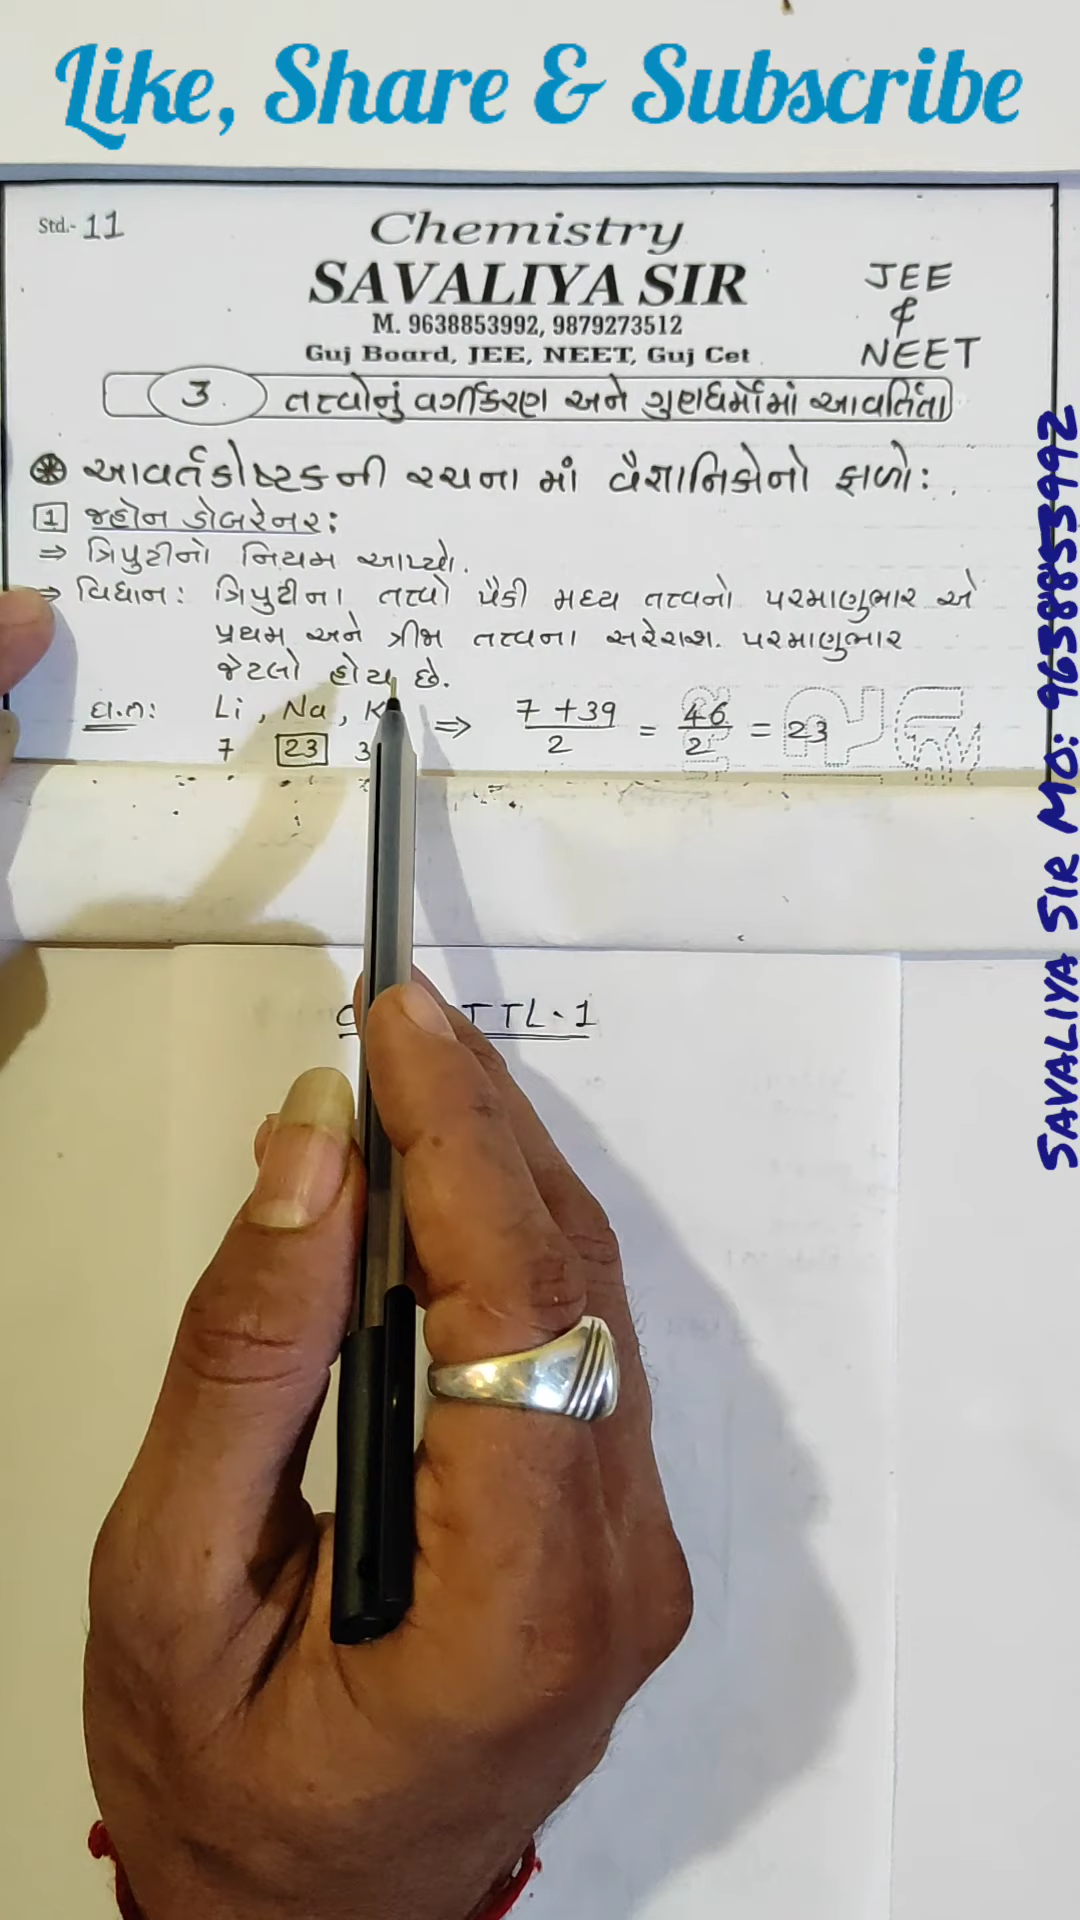 Like, Share & Subscribe
Std.- 11
Chemistry
SAVALIYA SIR
M. 9638853992, 9879273512
Guj Board, JEE, NEET, Guj Cet
JEE
&
NEET
3. તત્ત્વોનું વર્ગીકરણ અને ગુણધર્મોમાં આવર્તિતા
આવર્તકોષ્ટકની રચના માં વૈજ્ઞાનિકોનો ફાળો:
1 જ્હોન ડોબરેનર:
⇒ ત્રિપુટીનો નિયમ આપ્યો.
⇒ વિધાન: ત્રિપુટીના તત્ત્વો પૈકી મધ્ય તત્વનો પરમાણુભાર એ
પ્રથમ અને ત્રીજા તત્ત્વના સરેરાશ પરમાણુભાર
જેટલો હોય છે.
દા.ત: Li, Na, K ⇒ 7 + 39 / 2 = 46 / 2 = 23
7 23 3
TTL-1
SAVALIYA SIR MO: 9638853992